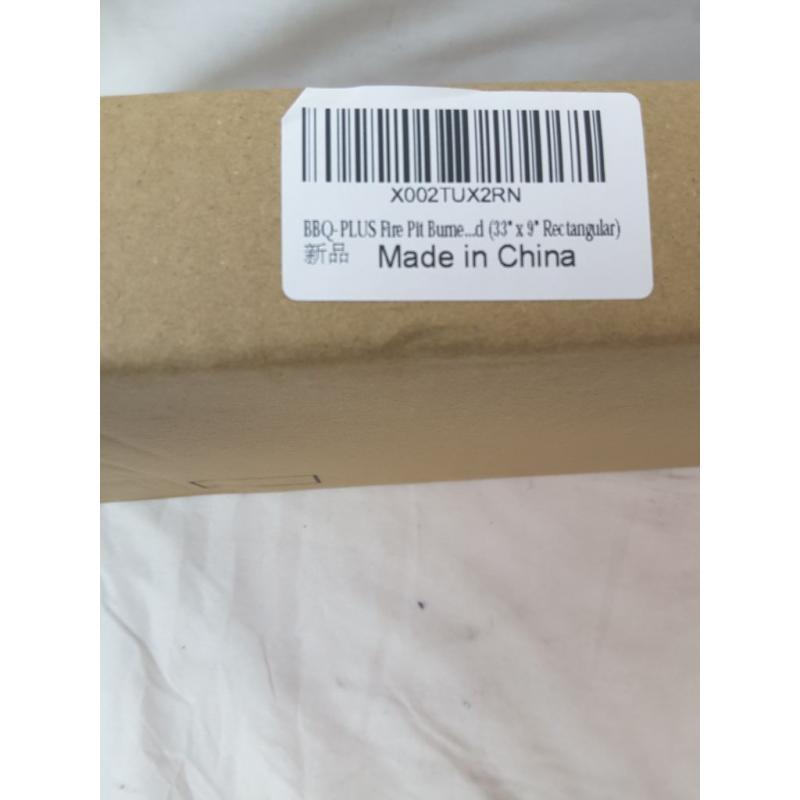 X002TUX2RN
BBQ-PLUS Fire Pit Burne...d (33" x 9" Rectangular)
新品 Made in China